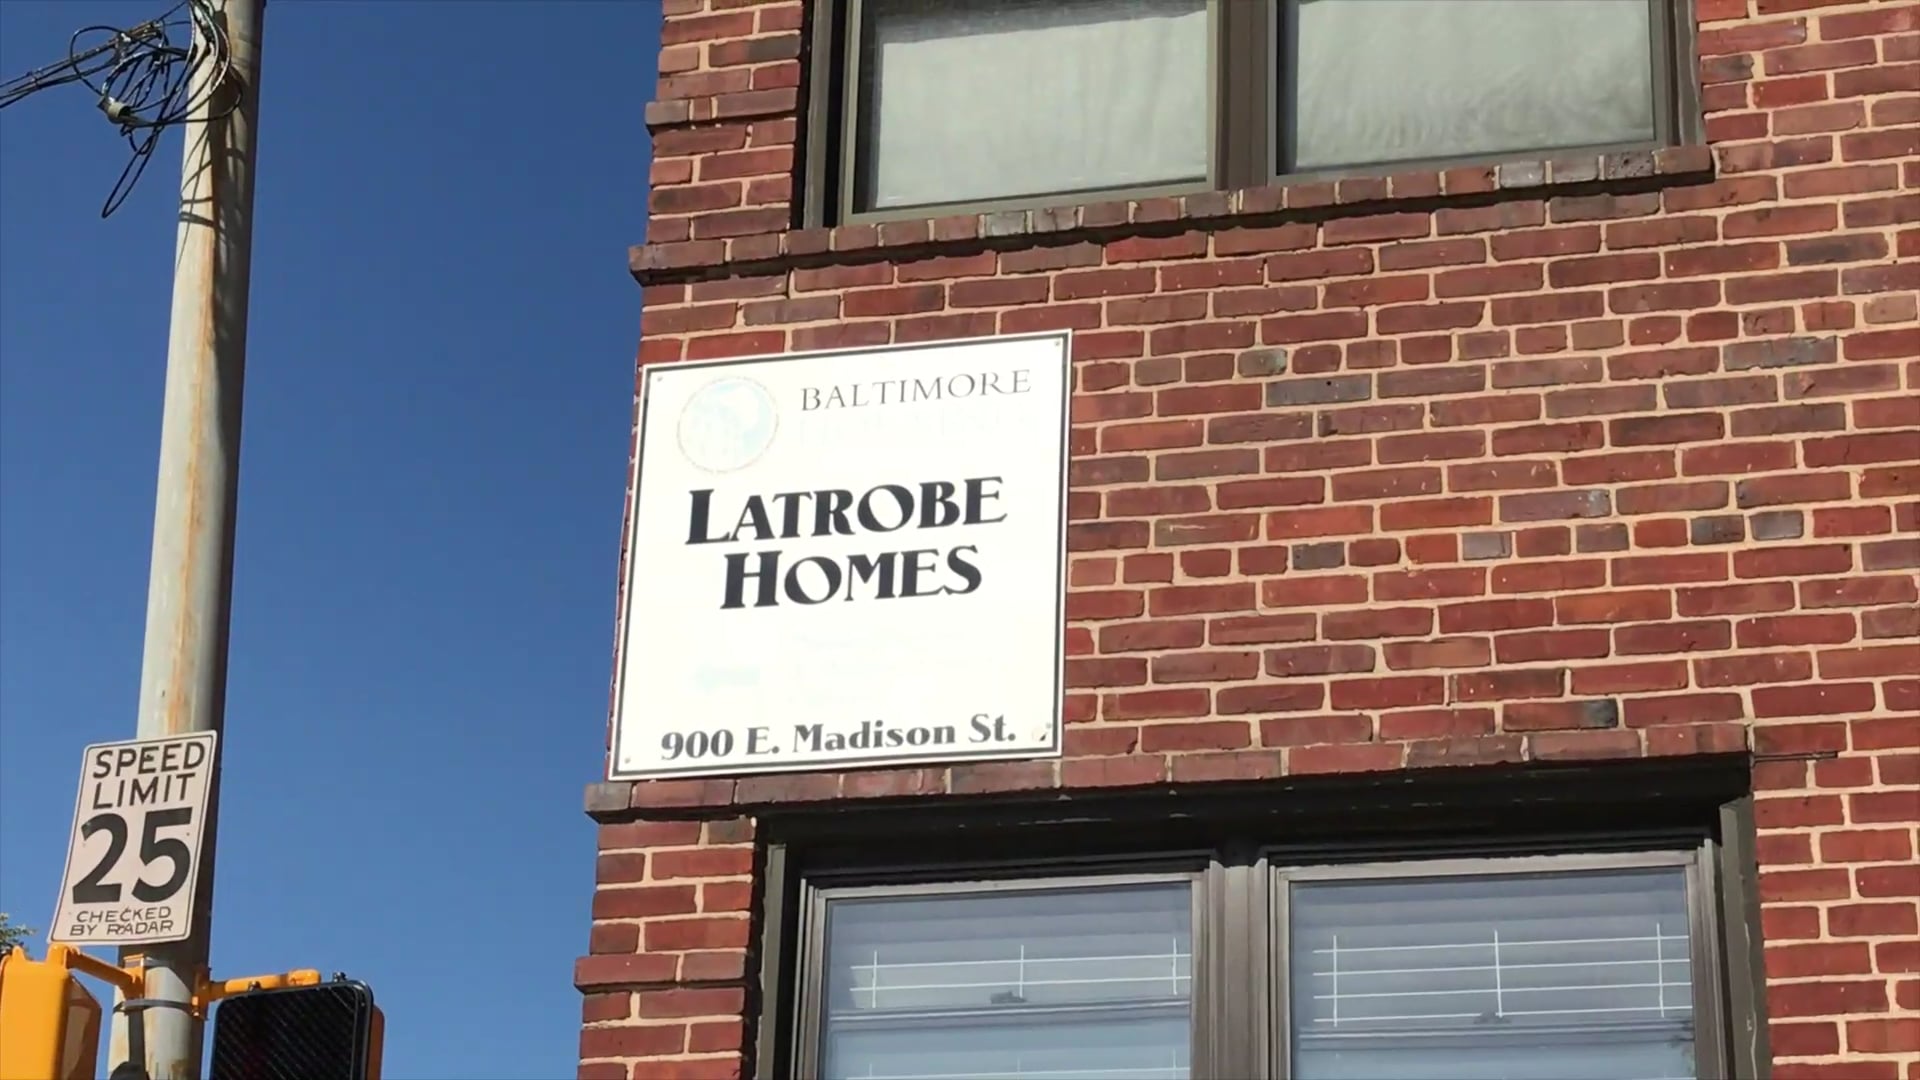 BALTIMORE
LATROBE
HOMES
900 E. Madison St.
SPEED
LIMIT
25
CHECKED
BY RADAR